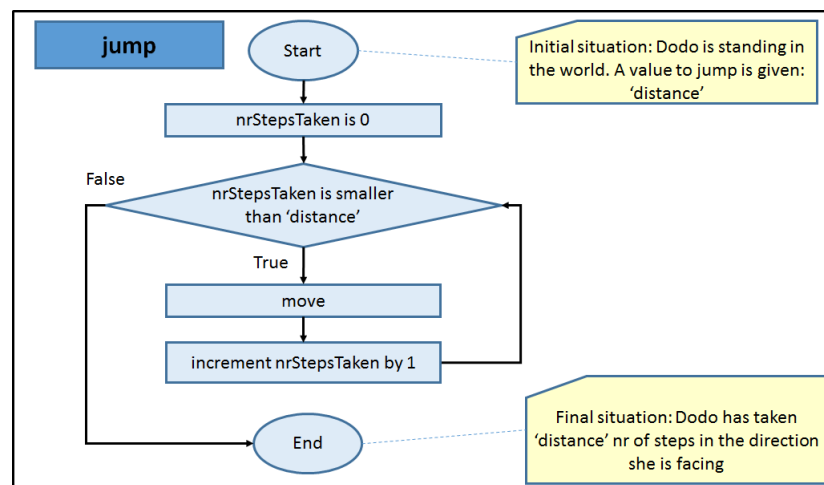 jump
Start
Initial situation: Dodo is standing in
the world. A value to jump is given:
‘distance’
nrStepsTaken is 0
False
nrStepsTaken is smaller
than ‘distance’
True
move
increment nrStepsTaken by 1
End
Final situation: Dodo has taken
‘distance’ nr of steps in the direction
she is facing